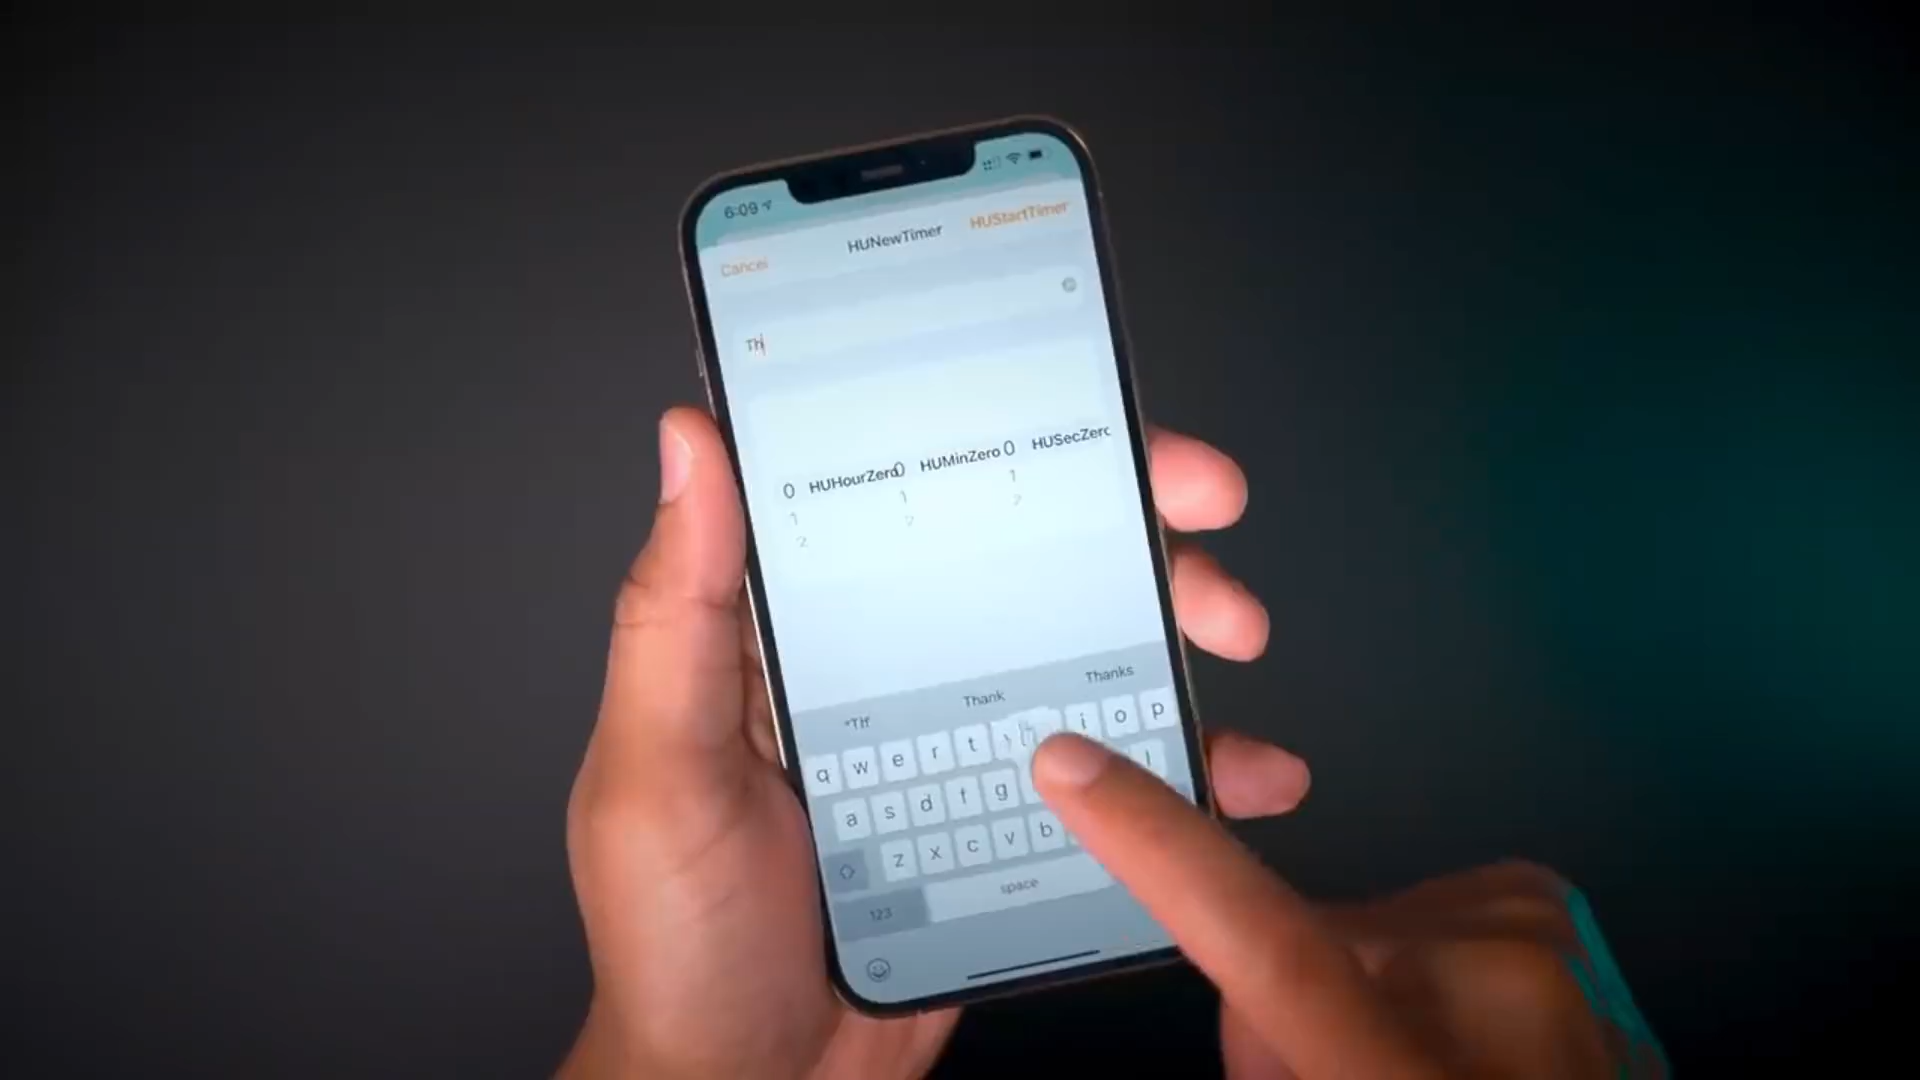 6:09
Cancel HUNewTimer HUStartTimer
Th
0 HUHourZero 0 HUMinZero 0 HUSecZero
1 1 1
2 2 2
"Th" Thank Thanks
q w e r t y i o p
a s d f g l
z x c v b
123 space